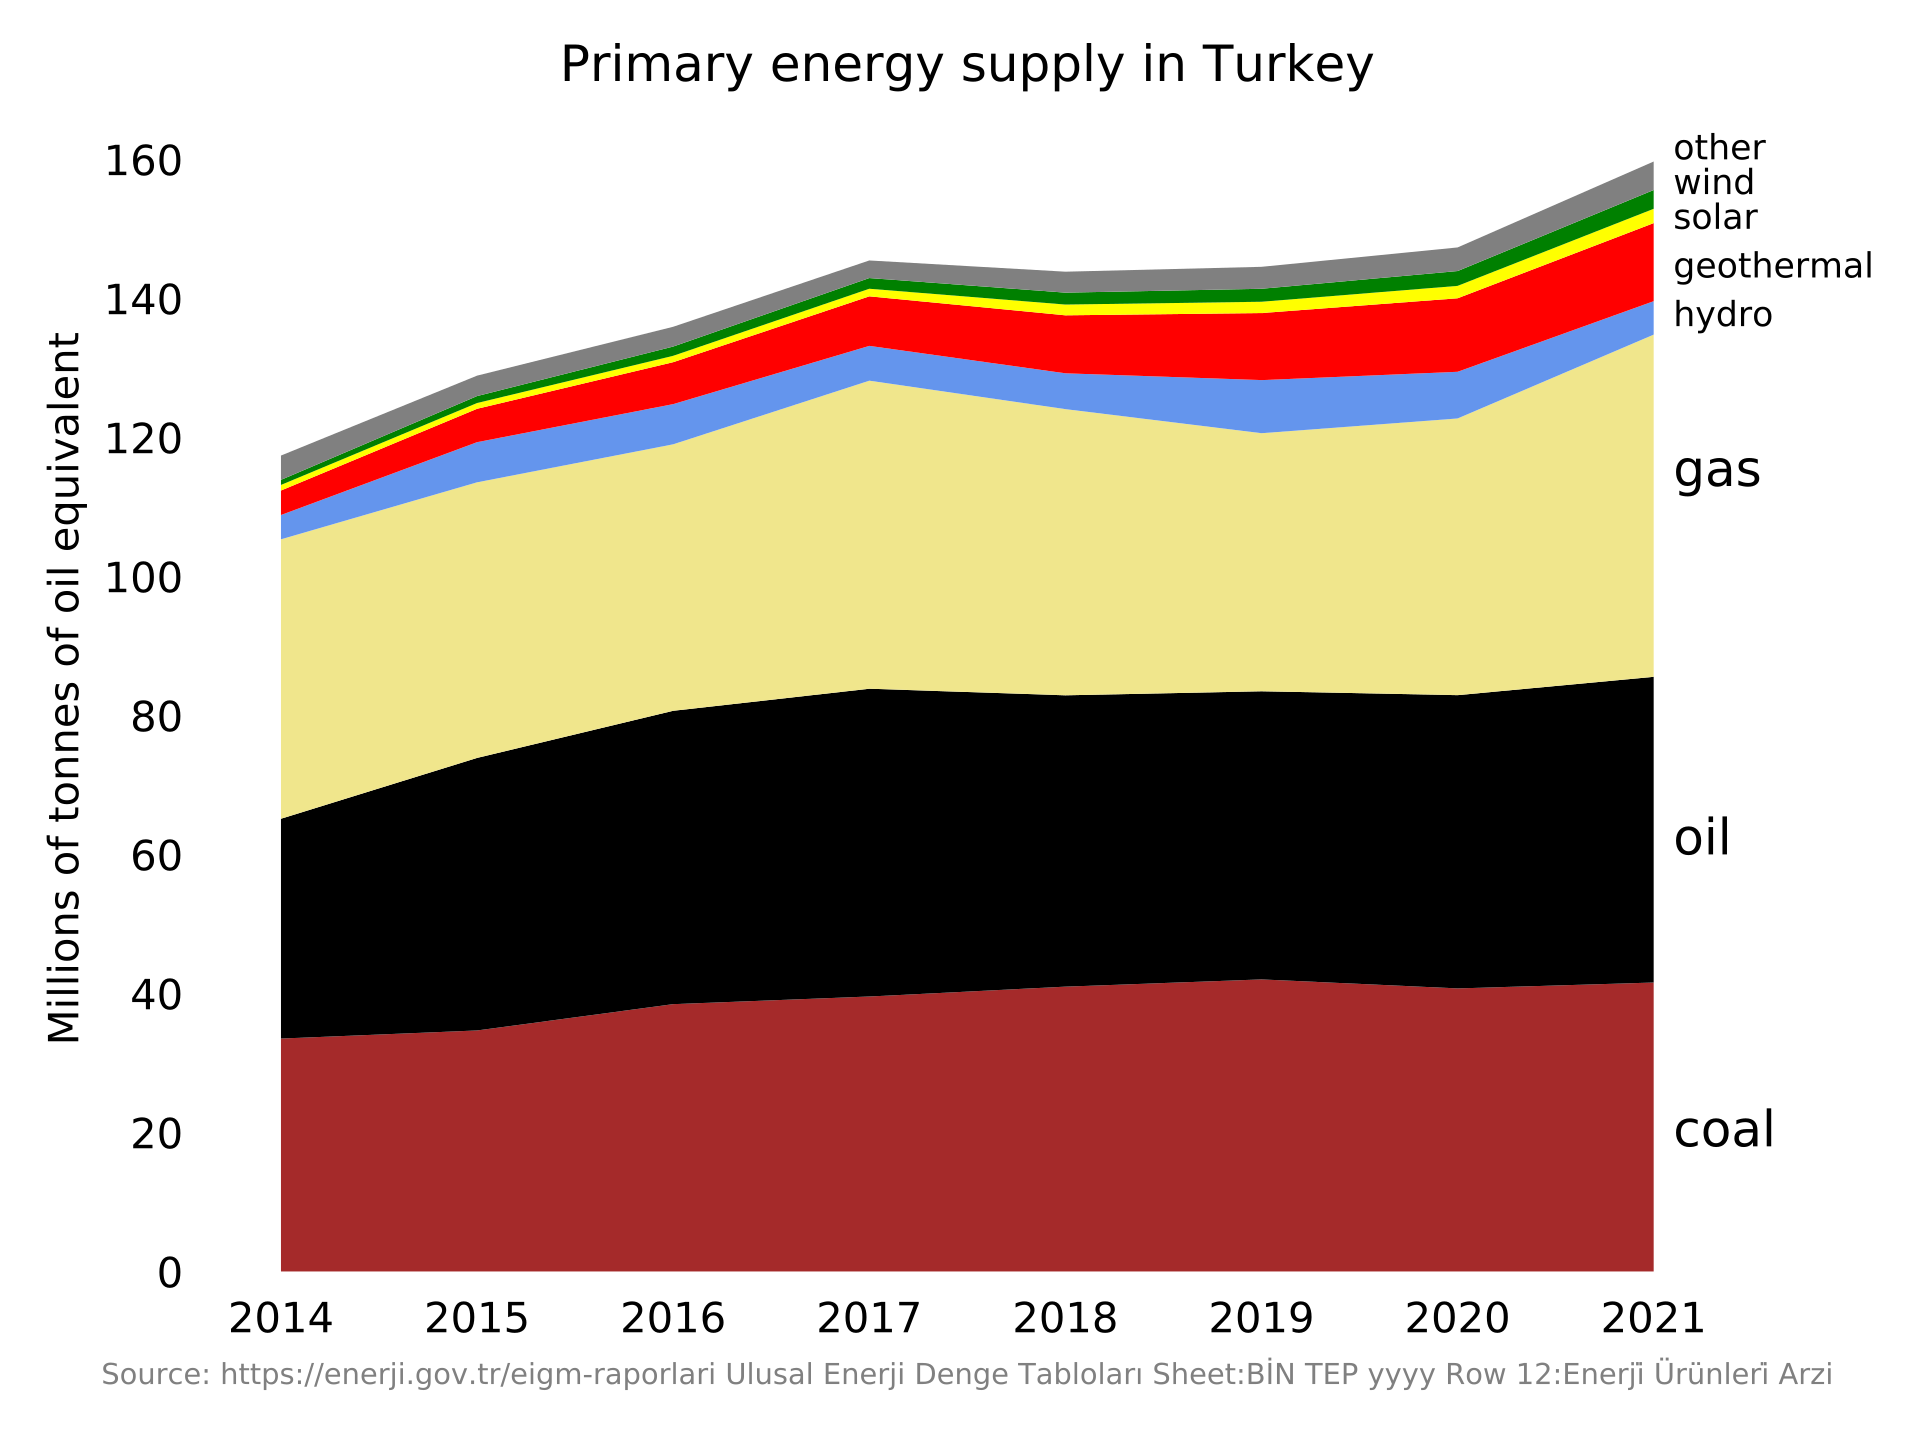 Primary energy supply in Turkey
Millions of tonnes of oil equivalent
160
140
120
100
80
60
40
20
0
other
wind
solar
geothermal
hydro
gas
oil
coal
2014 2015 2016 2017 2018 2019 2020 2021
Source: https://enerji.gov.tr/eigm-raporlari Ulusal Enerji Denge Tabloları Sheet:BİN TEP yyyy Row 12:Enerji̇ Ürünleri̇ Arzi